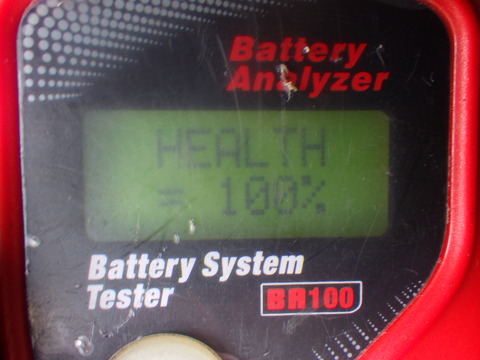 Battery
Analyzer
HEALTH
= 100%
Battery System
Tester
BA100